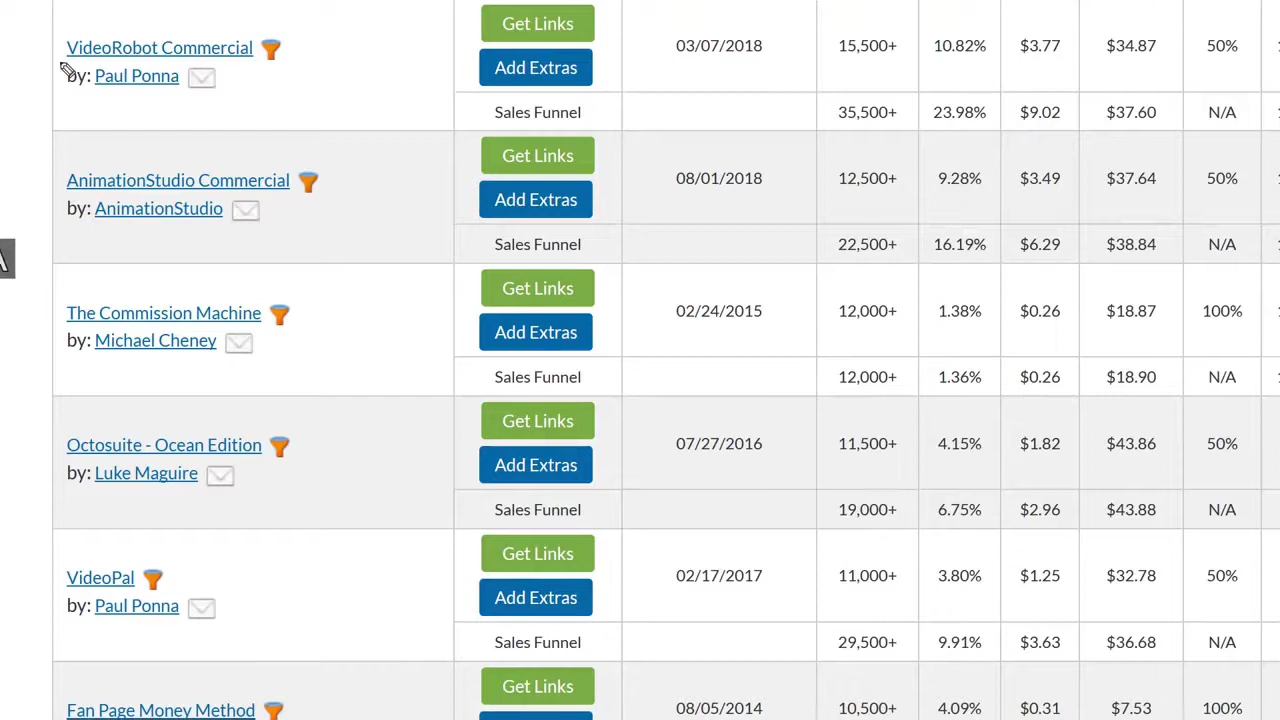 VideoRobot Commercial
by: Paul Ponna
Get Links
Add Extras
03/07/2018 15,500+ 10.82% $3.77 $34.87 50%
Sales Funnel 35,500+ 23.98% $9.02 $37.60 N/A
AnimationStudio Commercial
by: AnimationStudio
Get Links
Add Extras
08/01/2018 12,500+ 9.28% $3.49 $37.64 50%
Sales Funnel 22,500+ 16.19% $6.29 $38.84 N/A
The Commission Machine
by: Michael Cheney
Get Links
Add Extras
02/24/2015 12,000+ 1.38% $0.26 $18.87 100%
Sales Funnel 12,000+ 1.36% $0.26 $18.90 N/A
Octosuite - Ocean Edition
by: Luke Maguire
Get Links
Add Extras
07/27/2016 11,500+ 4.15% $1.82 $43.86 50%
Sales Funnel 19,000+ 6.75% $2.96 $43.88 N/A
VideoPal
by: Paul Ponna
Get Links
Add Extras
02/17/2017 11,000+ 3.80% $1.25 $32.78 50%
Sales Funnel 29,500+ 9.91% $3.63 $36.68 N/A
Fan Page Money Method
Get Links
08/05/2014 10,500+ 4.09% $0.31 $7.53 100%